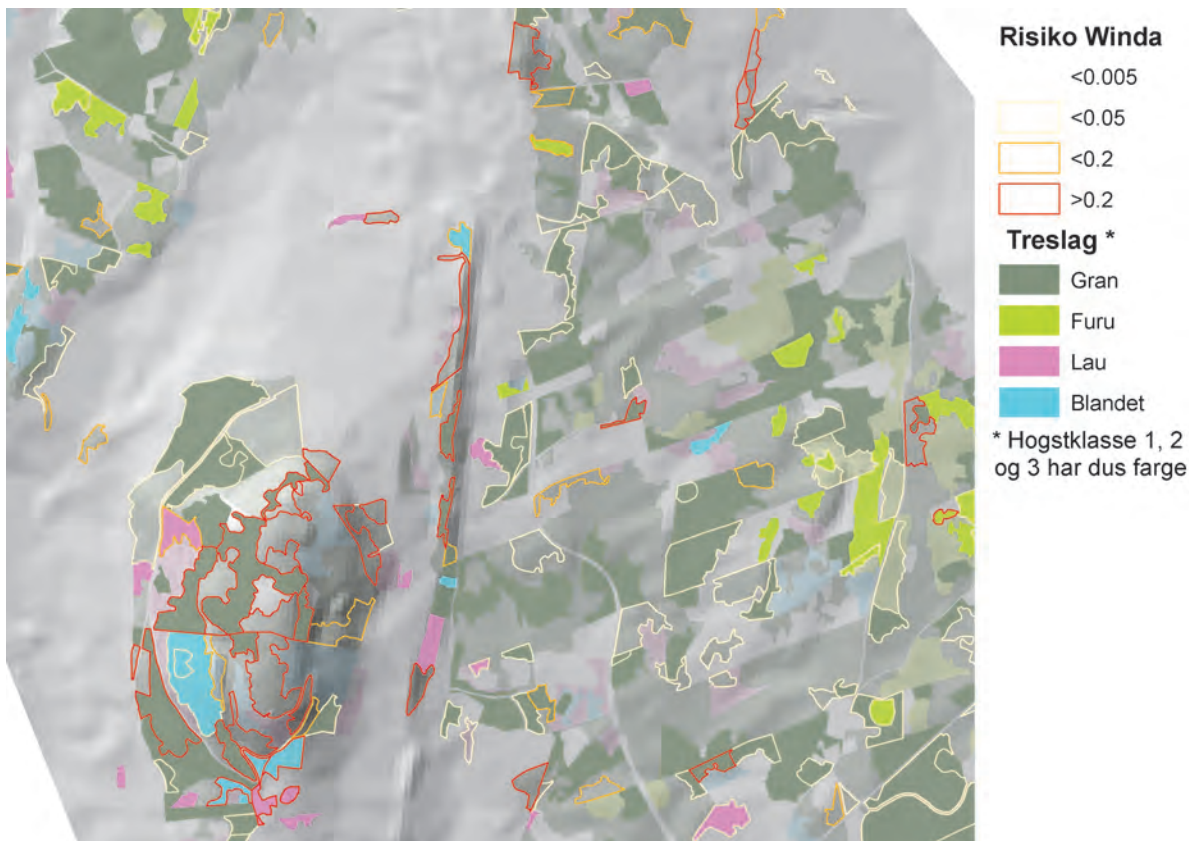 Risiko Winda
<0.005
<0.05
<0.2
>0.2
Treslag *
Gran
Furu
Lau
Blandet
* Hogstklasse 1, 2
og 3 har dus farge